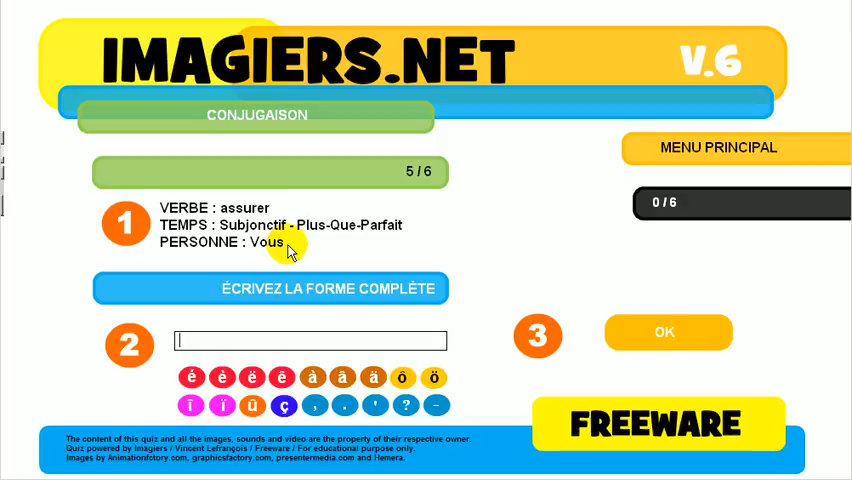 IMAGIERS.NET
V.6
CONJUGAISON
MENU PRINCIPAL
5 / 6
0 / 6
1
VERBE : assurer
TEMPS : Subjonctif - Plus-Que-Parfait
PERSONNE : Vous
ÉCRIVEZ LA FORME COMPLÈTE
2
3
OK
é è ë ê à â ä ô ö
î ï û ç , . ' ? -
FREEWARE
The content of this quiz and all the images, sounds and video are the property of their respective owner.
Quiz powered by Imagiers / Vincent Lefrançois / Freeware / For educational purpose only.
Images by Animationfctory.com, graphicsfactory.com, presentermedia.com and Hemera.